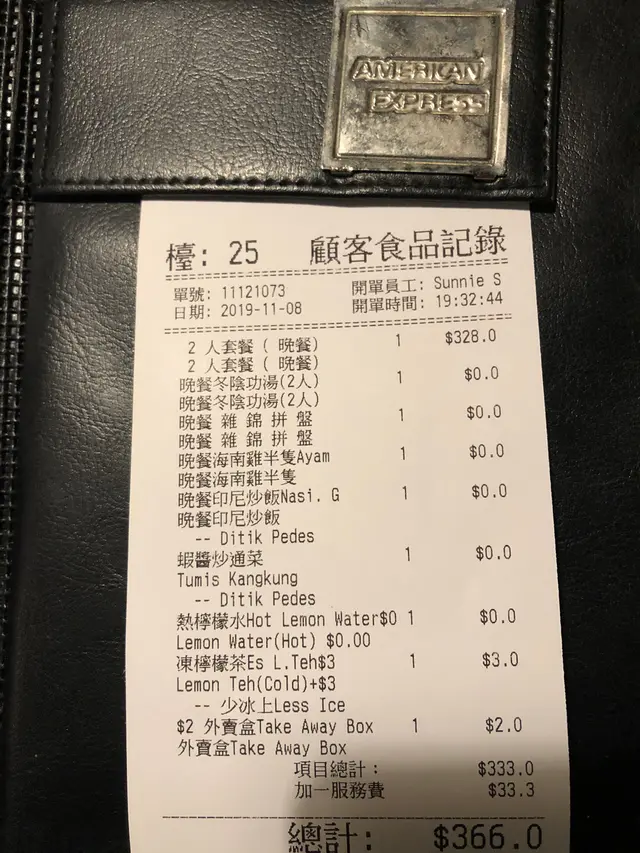 AMERICAN
EXPRESS
檯: 25 顧客食品記錄
單號: 11121073 開單員工: Sunnie S
日期: 2019-11-08 開單時間: 19:32:44
2 人套餐 ( 晚餐) 1 $328.0
2 人套餐 ( 晚餐)
晚餐冬陰功湯(2人) 1 $0.0
晚餐冬陰功湯(2人)
晚餐 雜 錦 拼 盤 1 $0.0
晚餐 雜 錦 拼 盤
晚餐海南雞半隻Ayam 1 $0.0
晚餐海南雞半隻
晚餐印尼炒飯Nasi. G 1 $0.0
晚餐印尼炒飯
-- Ditik Pedes
蝦醬炒通菜 1 $0.0
Tumis Kangkung
-- Ditik Pedes
熱檸檬水Hot Lemon Water$0 1 $0.0
Lemon Water(Hot) $0.00
凍檸檬茶Es L.Teh$3 1 $3.0
Lemon Teh(Cold)+$3
-- 少冰上Less Ice
$2 外賣盒Take Away Box 1 $2.0
外賣盒Take Away Box
項目總計: $333.0
加一服務費 $33.3
總計: $366.0